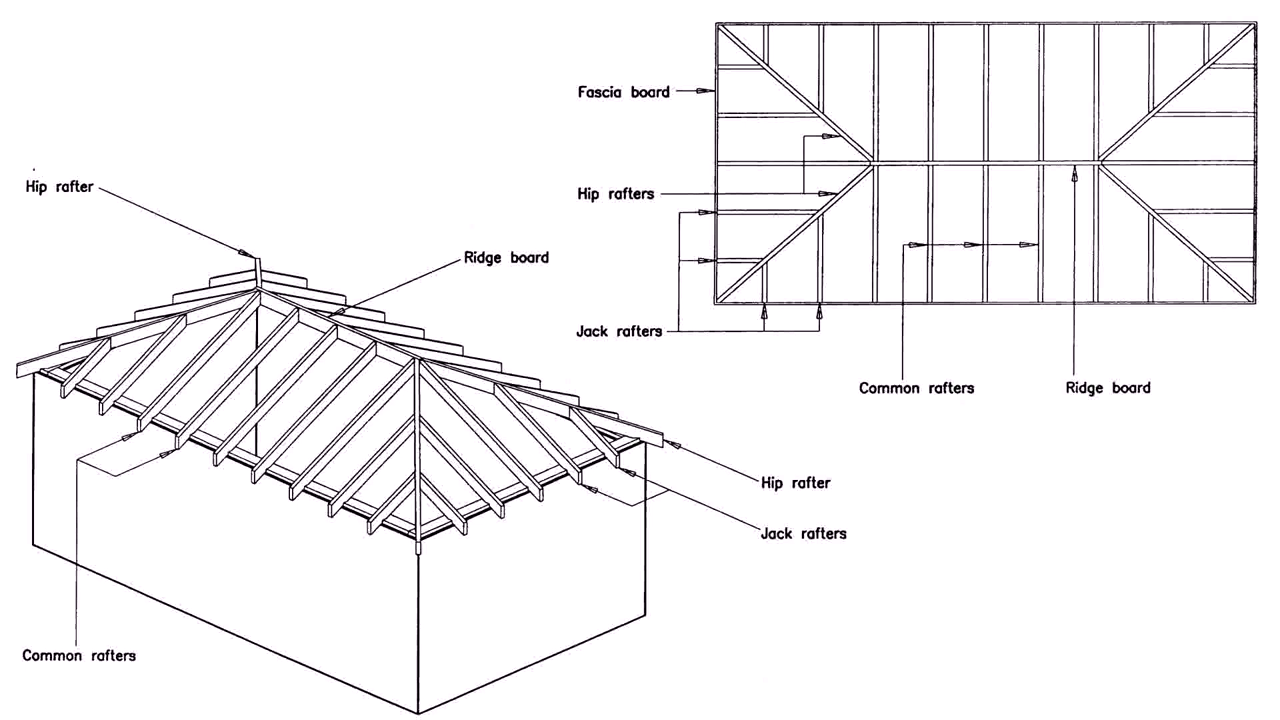 Hip rafter
Ridge board
Hip rafter
Jack rafters
Common rafters
Fascia board
Hip rafters
Jack rafters
Common rafters
Ridge board